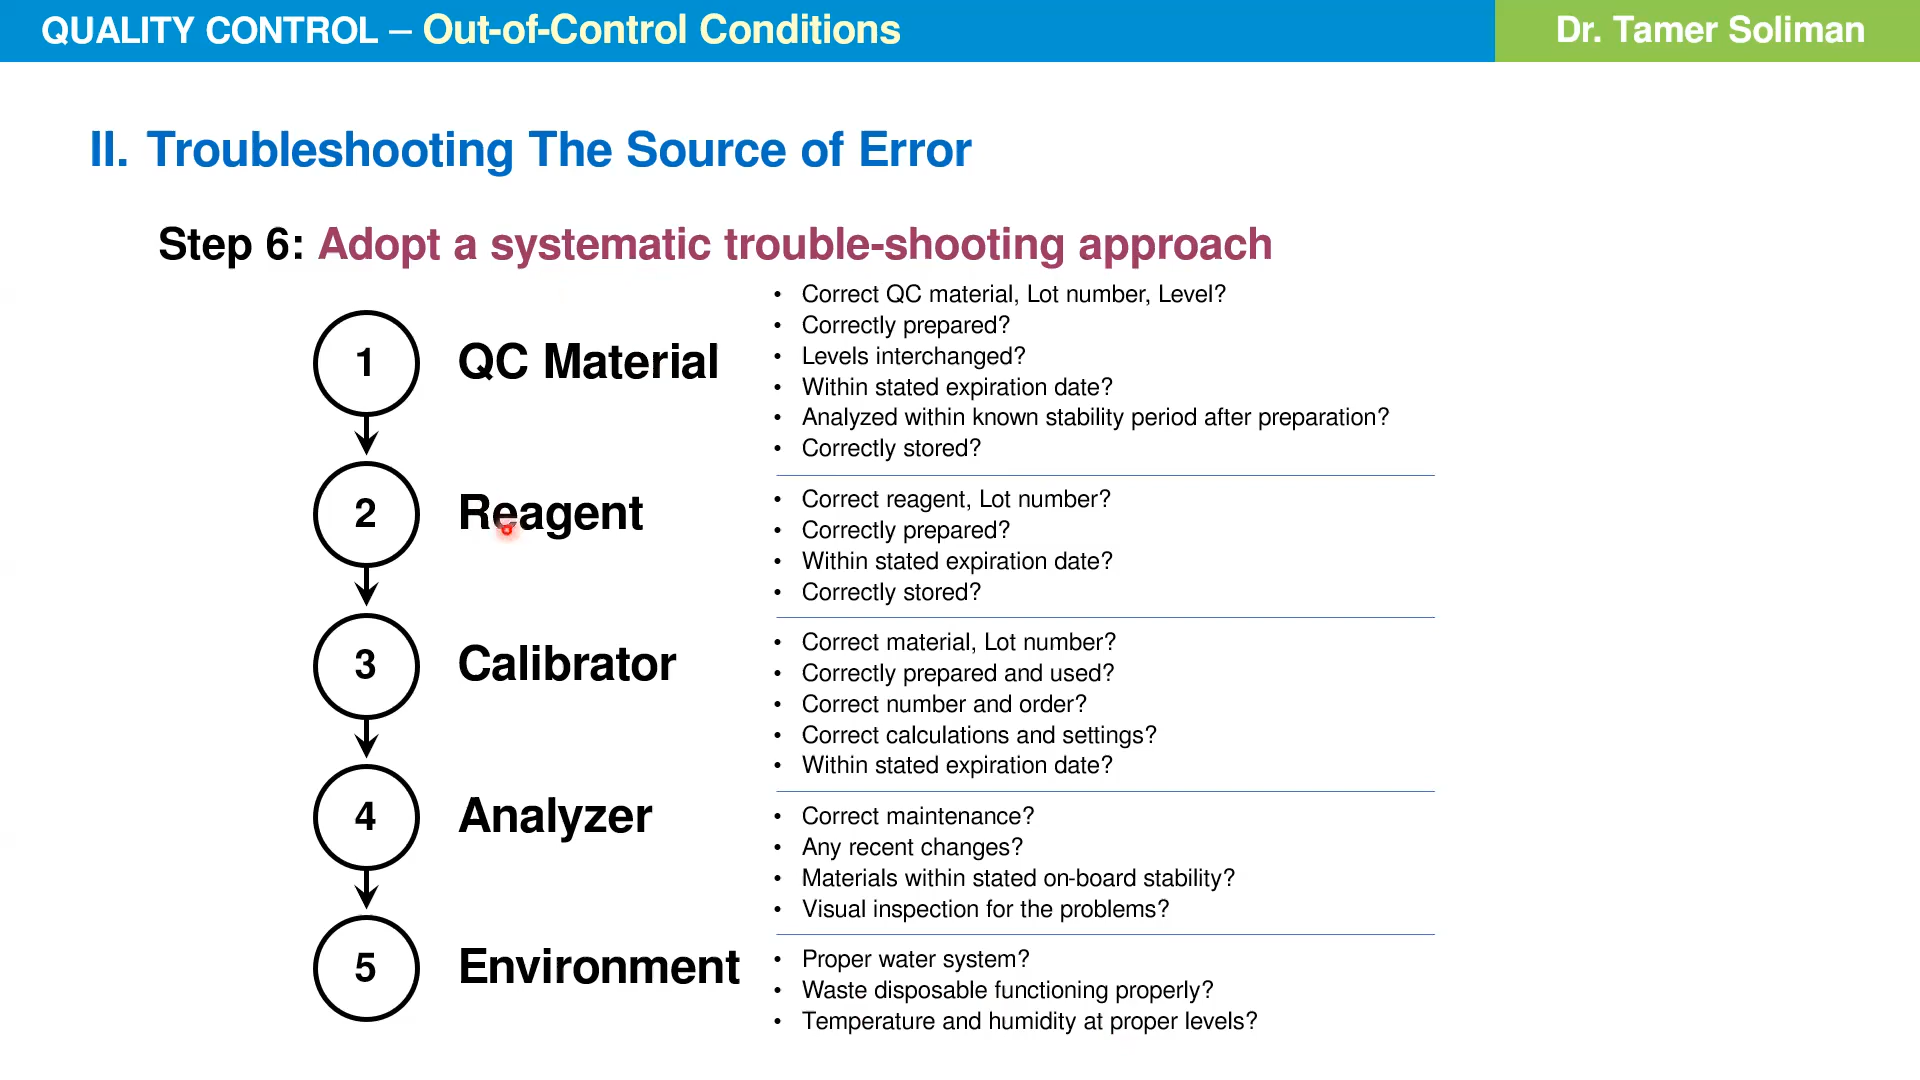 QUALITY CONTROL – Out-of-Control Conditions
Dr. Tamer Soliman
II. Troubleshooting The Source of Error
Step 6: Adopt a systematic trouble-shooting approach
1
QC Material
• Correct QC material, Lot number, Level?
• Correctly prepared?
• Levels interchanged?
• Within stated expiration date?
• Analyzed within known stability period after preparation?
• Correctly stored?
2
Reagent
• Correct reagent, Lot number?
• Correctly prepared?
• Within stated expiration date?
• Correctly stored?
3
Calibrator
• Correct material, Lot number?
• Correctly prepared and used?
• Correct number and order?
• Correct calculations and settings?
• Within stated expiration date?
4
Analyzer
• Correct maintenance?
• Any recent changes?
• Materials within stated on-board stability?
• Visual inspection for the problems?
5
Environment
• Proper water system?
• Waste disposable functioning properly?
• Temperature and humidity at proper levels?